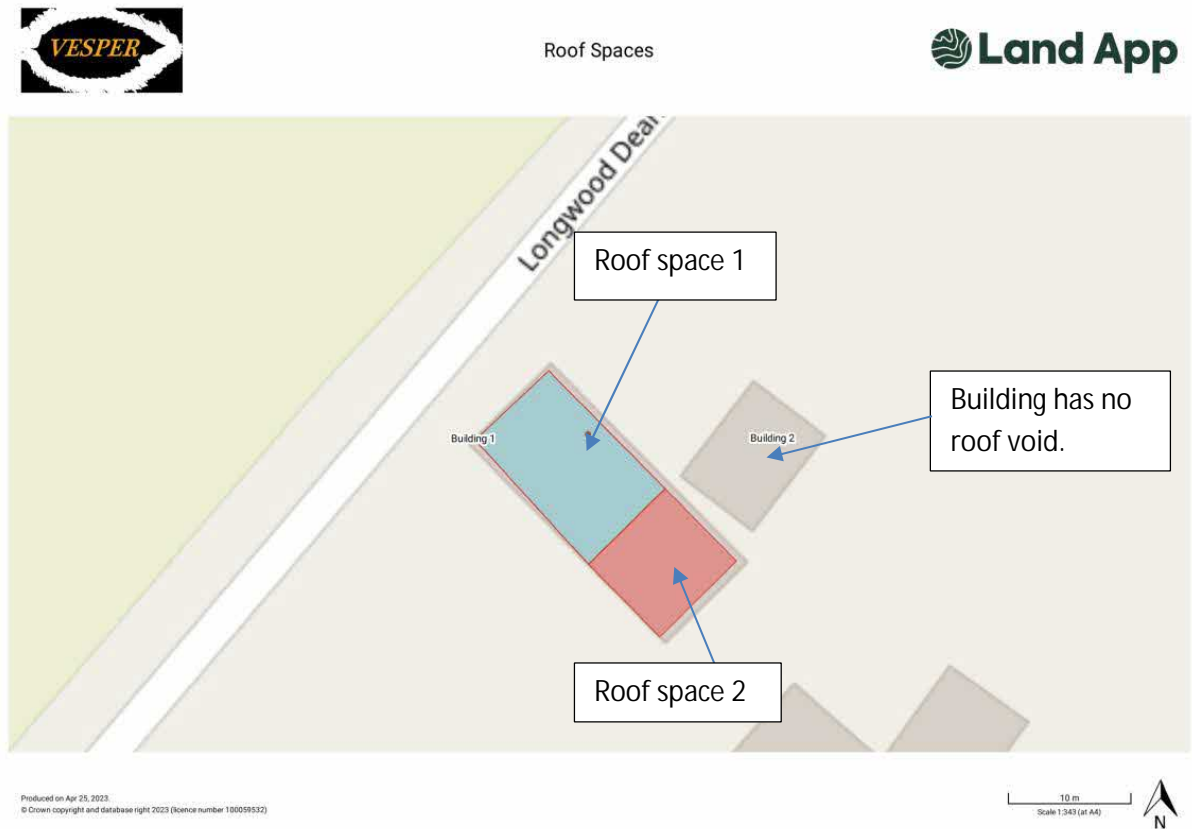 VESPER
Roof Spaces
Land App
Longwood Dean
Roof space 1
Building has no
roof void.
Building 1
Building 2
Roof space 2
Produced on Apr 25, 2023.
© Crown copyright and database right 2023 (licence number 100059532)
10 m
Scale 1:343 (at A4)
N